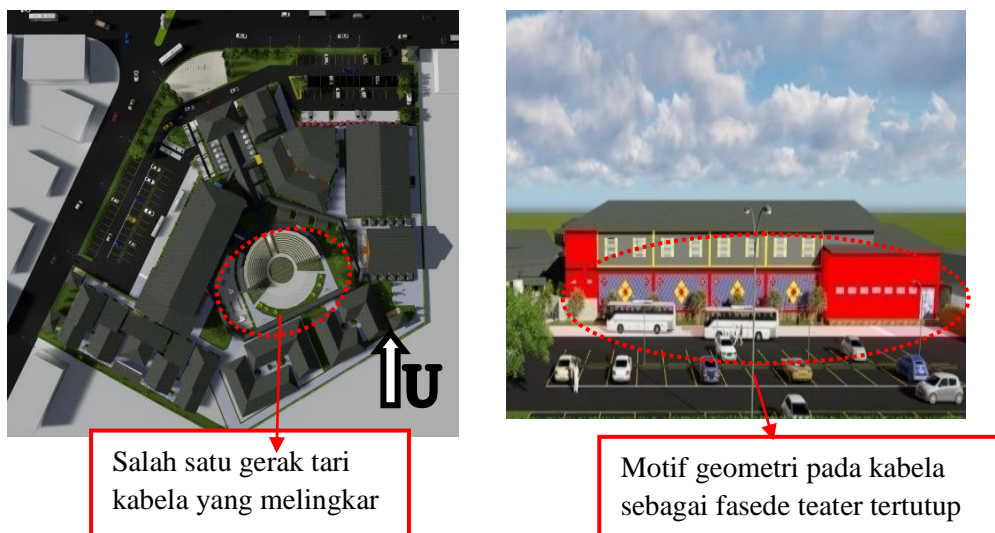 U
Salah satu gerak tari
kabela yang melingkar
Motif geometri pada kabela
sebagai fasede teater tertutup